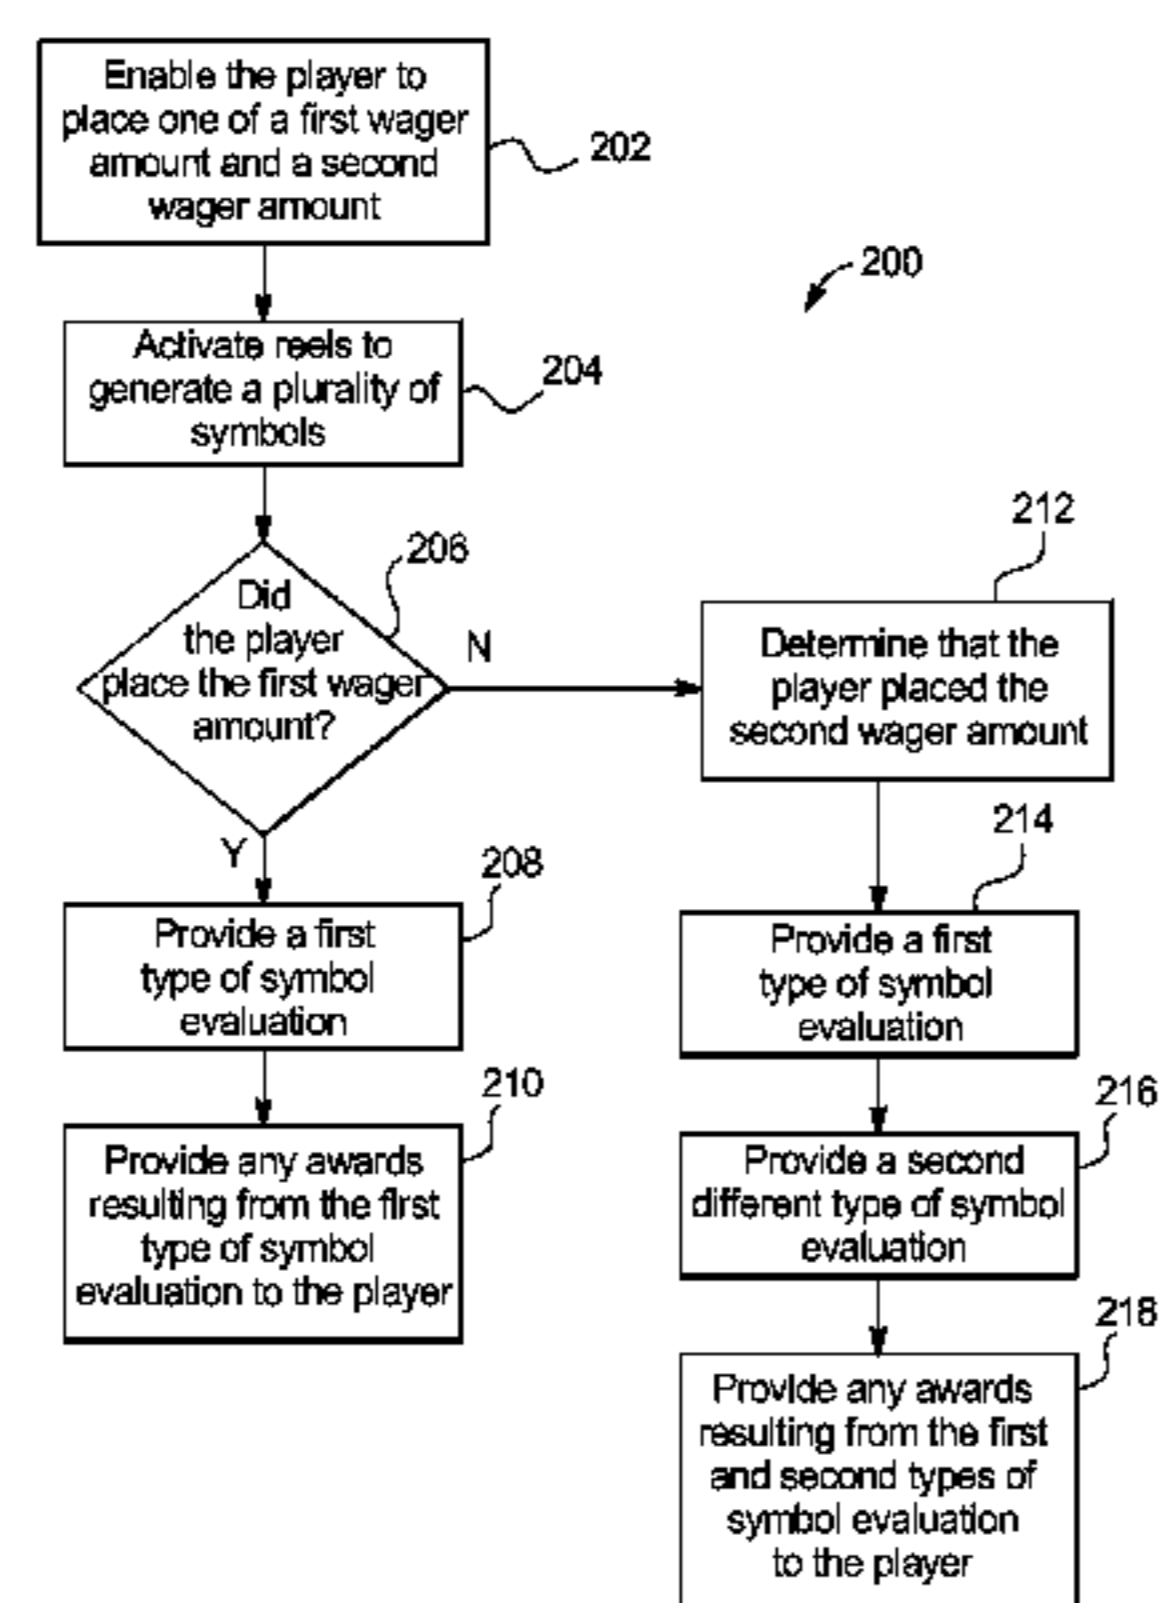 Enable the player to
place one of a first wager
amount and a second
wager amount
202
200
Activate reels to
generate a plurality of
symbols
204
206
Did
the player
place the first wager
amount?
N
Y
212
Determine that the
player placed the
second wager amount
208
Provide a first
type of symbol
evaluation
214
Provide a first
type of symbol
evaluation
210
Provide any awards
resulting from the first
type of symbol
evaluation to the player
216
Provide a second
different type of symbol
evaluation
218
Provide any awards
resulting from the first
and second types of
symbol evaluation
to the player